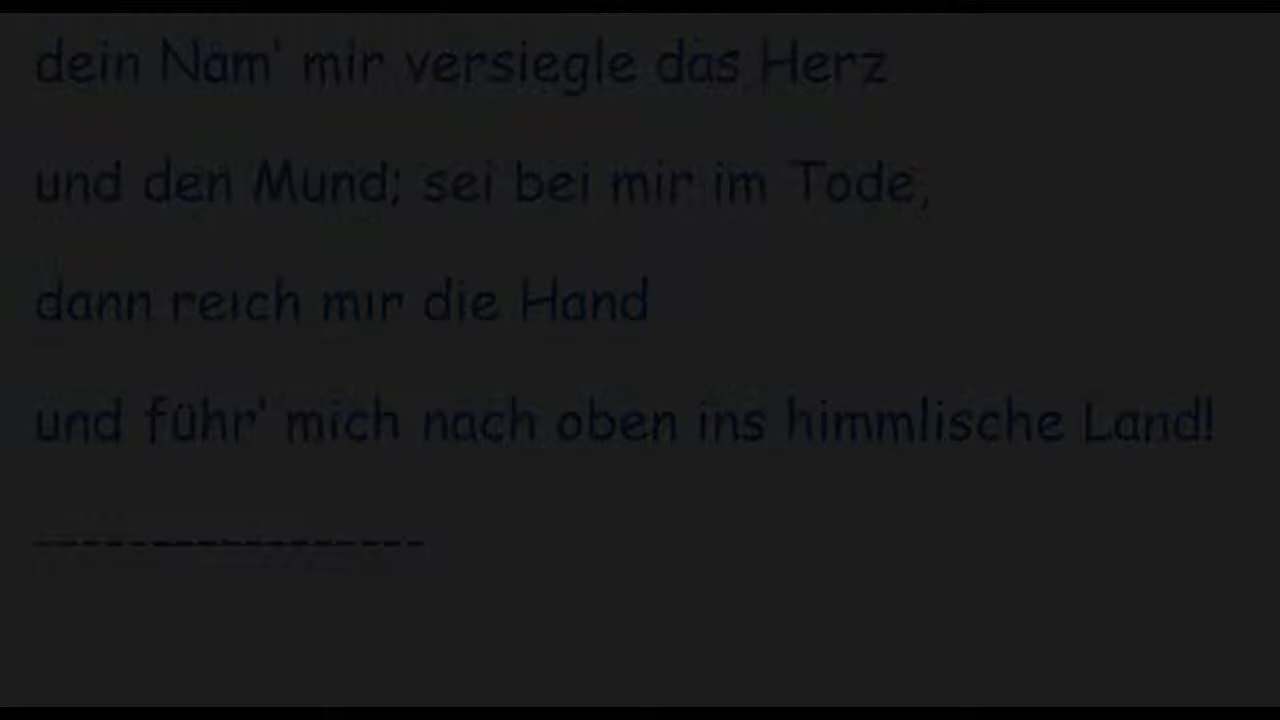 dein Nam' mir versiegle das Herz
und den Mund; sei bei mir im Tode,
dann reich mir die Hand
und führ' mich nach oben ins himmlische Land!
-----------------